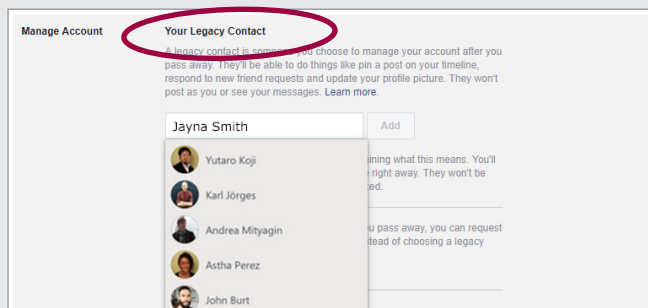 Manage Account
Your Legacy Contact
A legacy contact is someone you choose to manage your account after you
pass away. They'll be able to do things like pin a post on your timeline,
respond to new friend requests and update your profile picture. They won't
post as you or see your messages. Learn more.
Jayna Smith
Add
Yutaro Koji
ining what this means. You'll
right away. They won't be
Karl Jörges
Andrea Mityagin
u pass away, you can request
stead of choosing a legacy
Astha Perez
John Burt